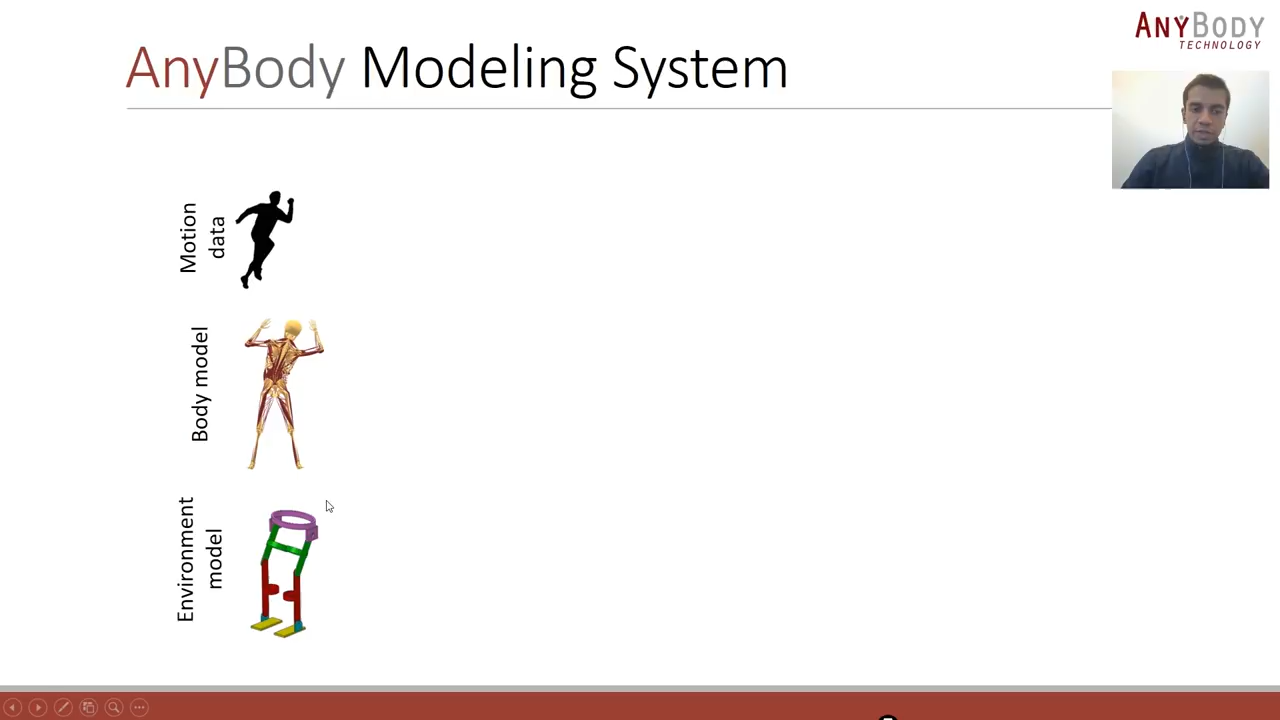 ANYBODY
TECHNOLOGY
AnyBody Modeling System
Motion
data
Body model
Environment
model